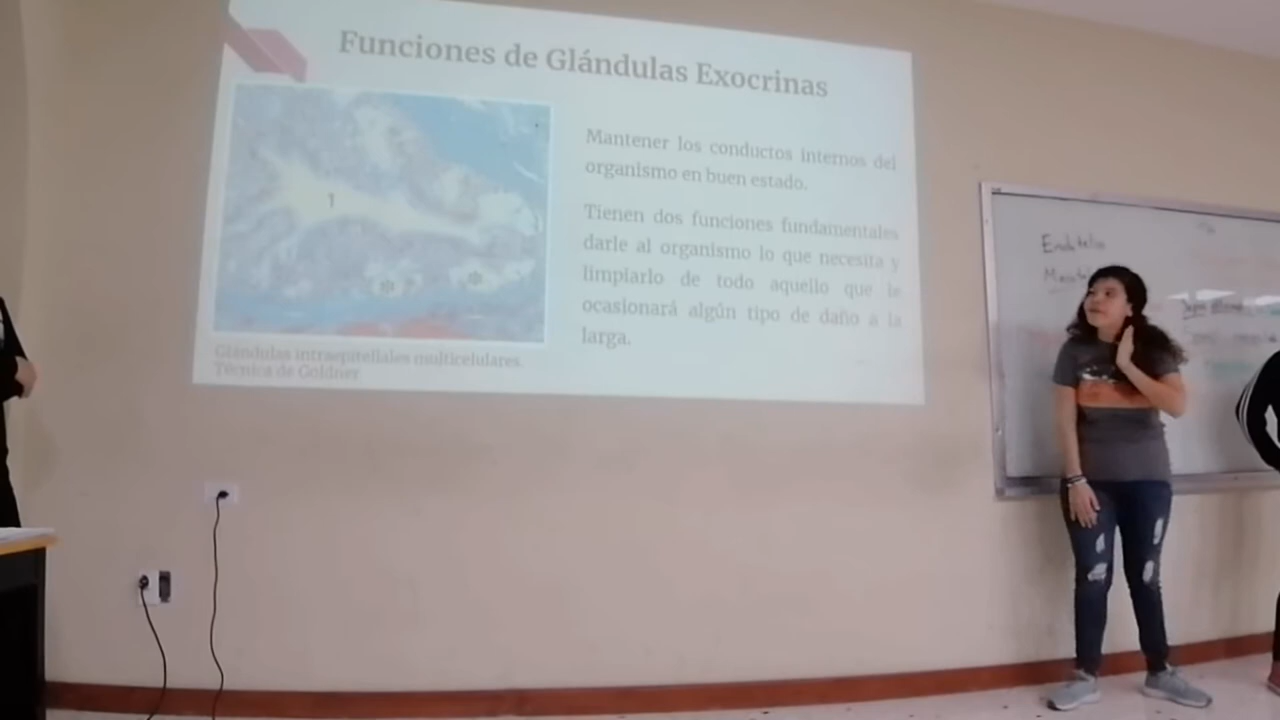 Funciones de Glándulas Exocrinas
1
Mantener los conductos internos del
organismo en buen estado.
Tienen dos funciones fundamentales
darle al organismo lo que necesita y
limpiarlo de todo aquello que le
ocasionará algún tipo de daño a la
larga.
Glándulas intraepiteliales multicelulares.
Técnica de Goldner
Endotelio